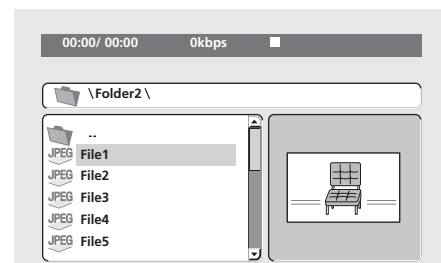 00:00/ 00:00 0kbps
\Folder2 \
..
JPEG File1
JPEG File2
JPEG File3
JPEG File4
JPEG File5